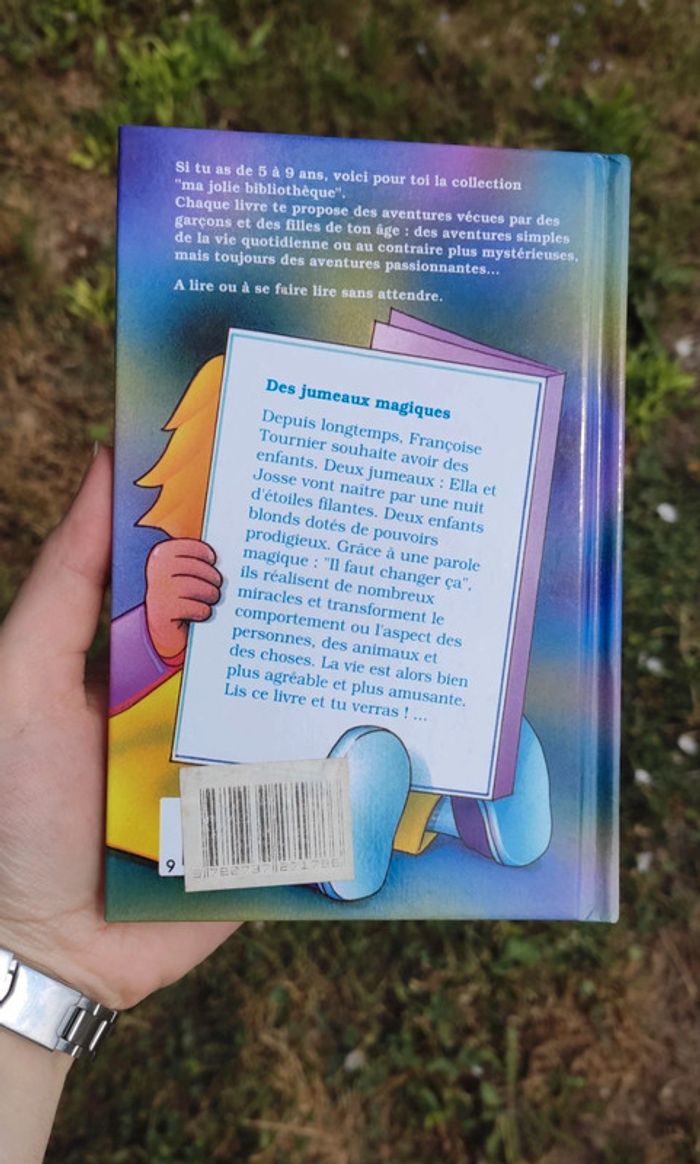 Si tu as de 5 à 9 ans, voici pour toi la collection
"ma jolie bibliothèque".
Chaque livre te propose des aventures vécues par des
garçons et des filles de ton âge : des aventures simples
de la vie quotidienne ou au contraire plus mystérieuses,
mais toujours des aventures passionnantes...
A lire ou à se faire lire sans attendre.
Des jumeaux magiques
Depuis longtemps, Françoise
Tournier souhaite avoir des
enfants. Deux jumeaux : Ella et
Josse vont naître par une nuit
d'étoiles filantes. Deux enfants
blonds dotés de pouvoirs
prodigieux. Grâce à une parole
magique : "Il faut changer ça",
ils réalisent de nombreux
miracles et transforment le
comportement ou l'aspect des
personnes, des animaux et
des choses. La vie est alors bien
plus agréable et plus amusante.
Lis ce livre et tu verras ! ...
9